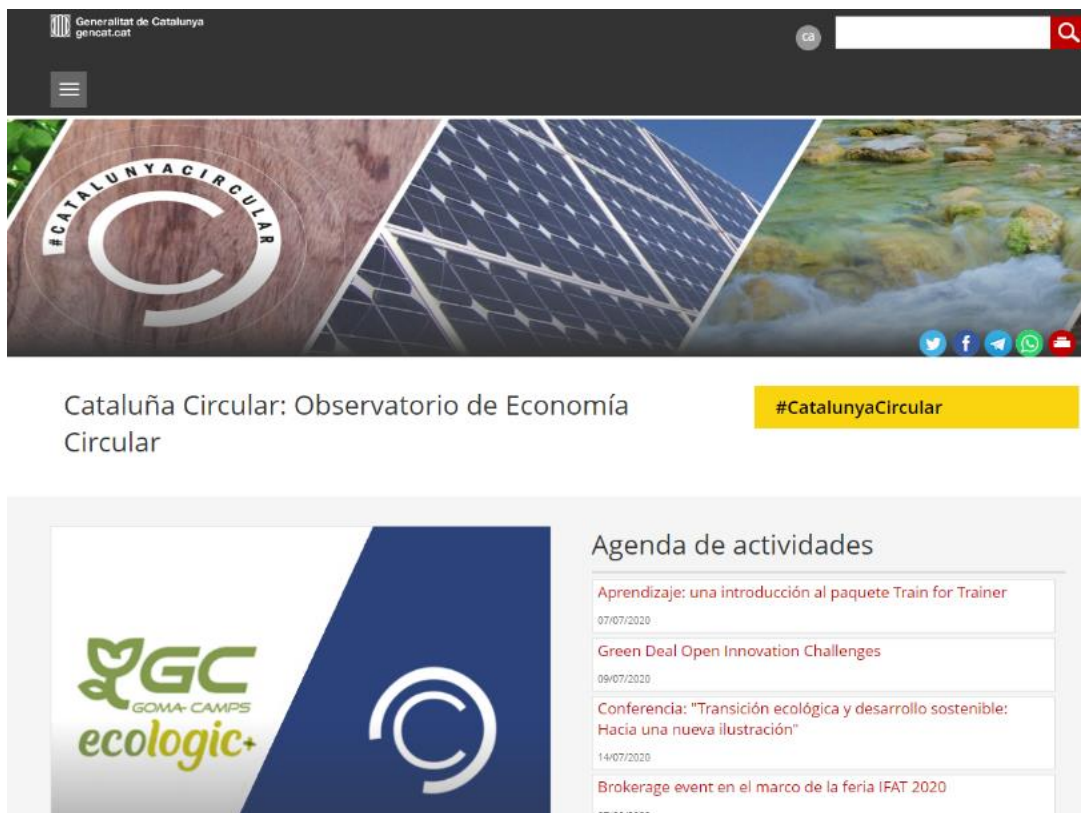 Generalitat de Catalunya
gencat.cat
ca
#CATALUNYACIRCULAR
Cataluña Circular: Observatorio de Economía
Circular
#CatalunyaCircular
GC
GOMA-CAMPS
ecologic+
Agenda de actividades
Aprendizaje: una introducción al paquete Train for Trainer
07/07/2020
Green Deal Open Innovation Challenges
09/07/2020
Conferencia: "Transición ecológica y desarrollo sostenible:
Hacia una nueva ilustración"
14/07/2020
Brokerage event en el marco de la feria IFAT 2020